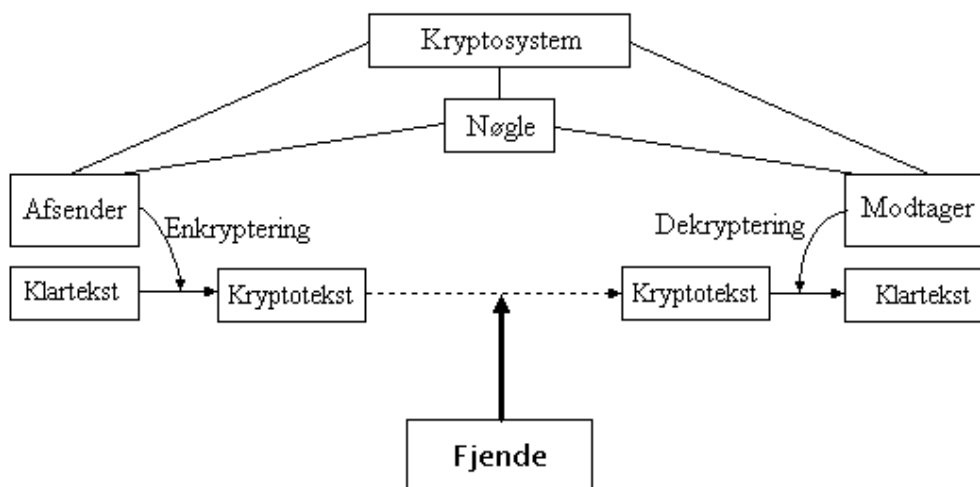 Kryptosystem
Nøgle
Afsender
Modtager
Enkryptering
Dekryptering
Klartekst
Kryptotekst
Kryptotekst
Klartekst
Fjende